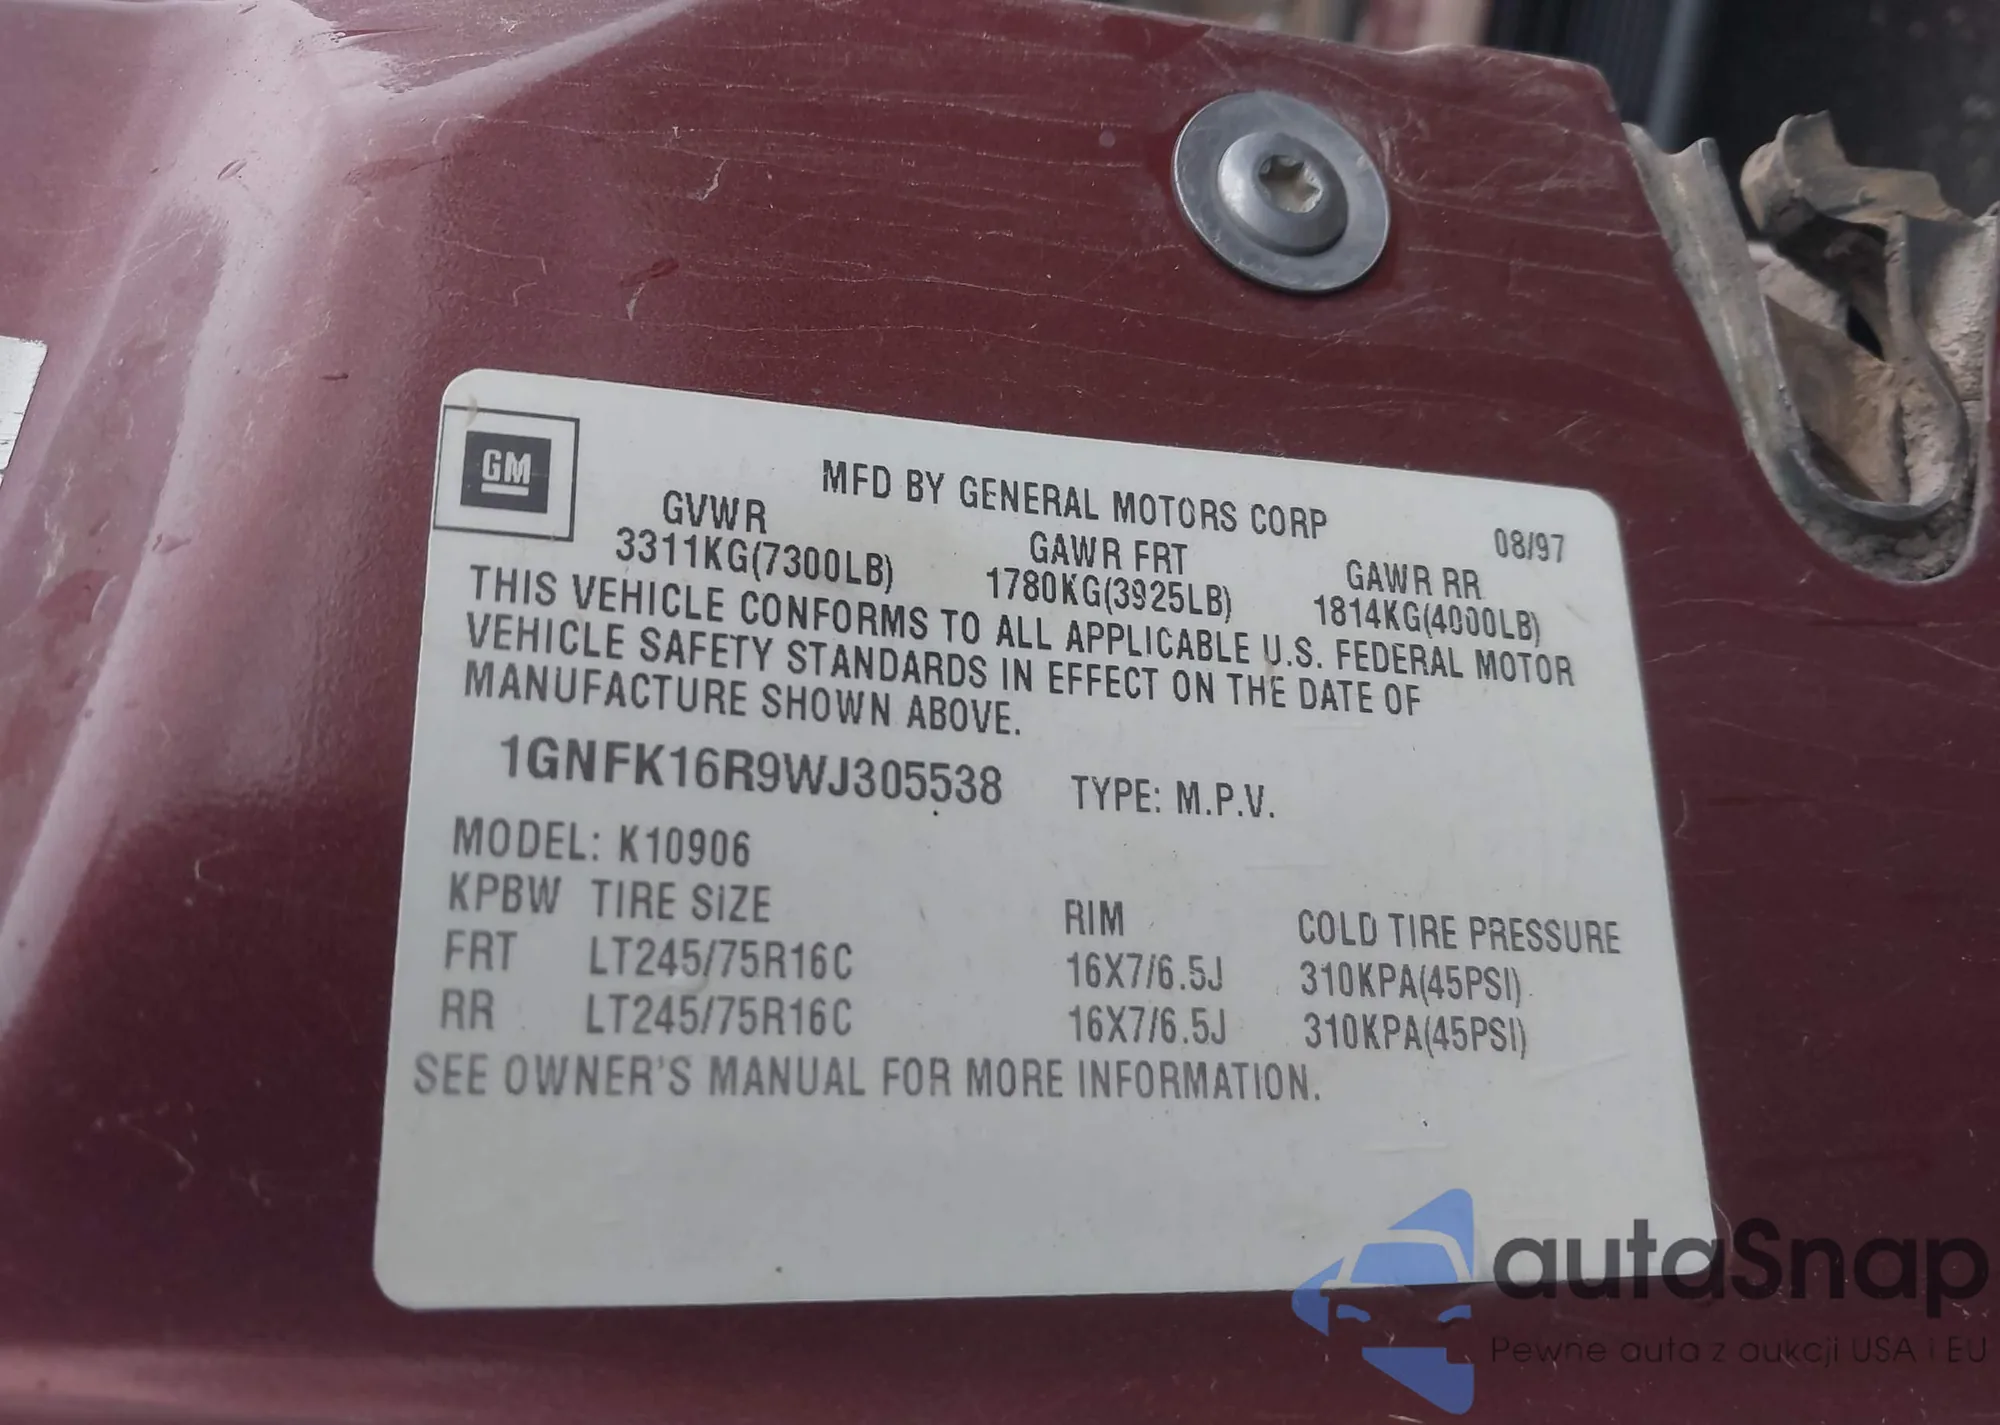 GM
MFD BY GENERAL MOTORS CORP 08/97
GVWR GAWR FRT GAWR RR
3311KG(7300LB) 1780KG(3925LB) 1814KG(4000LB)
THIS VEHICLE CONFORMS TO ALL APPLICABLE U.S. FEDERAL MOTOR
VEHICLE SAFETY STANDARDS IN EFFECT ON THE DATE OF
MANUFACTURE SHOWN ABOVE.
1GNFK16R9WJ305538 TYPE: M.P.V.
MODEL: K10906
KPBW TIRE SIZE RIM COLD TIRE PRESSURE
FRT LT245/75R16C 16X7/6.5J 310KPA(45PSI)
RR LT245/75R16C 16X7/6.5J 310KPA(45PSI)
SEE OWNER'S MANUAL FOR MORE INFORMATION.
autaSnap
Pewne auta z aukcji USA i EU